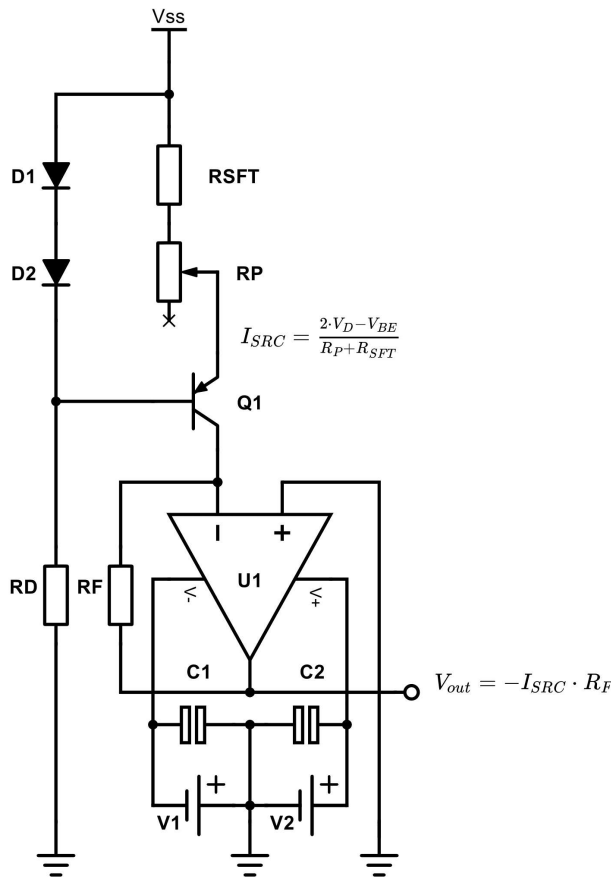 Vss
D1
RSFT
D2
RP
I_{SRC} = \frac{2 \cdot V_D - V_{BE}}{R_P + R_{SFT}}
Q1
− +
U1
RD RF
V- V+
C1 C2
V_{out} = -I_{SRC} \cdot R_F
+ +
V1 V2